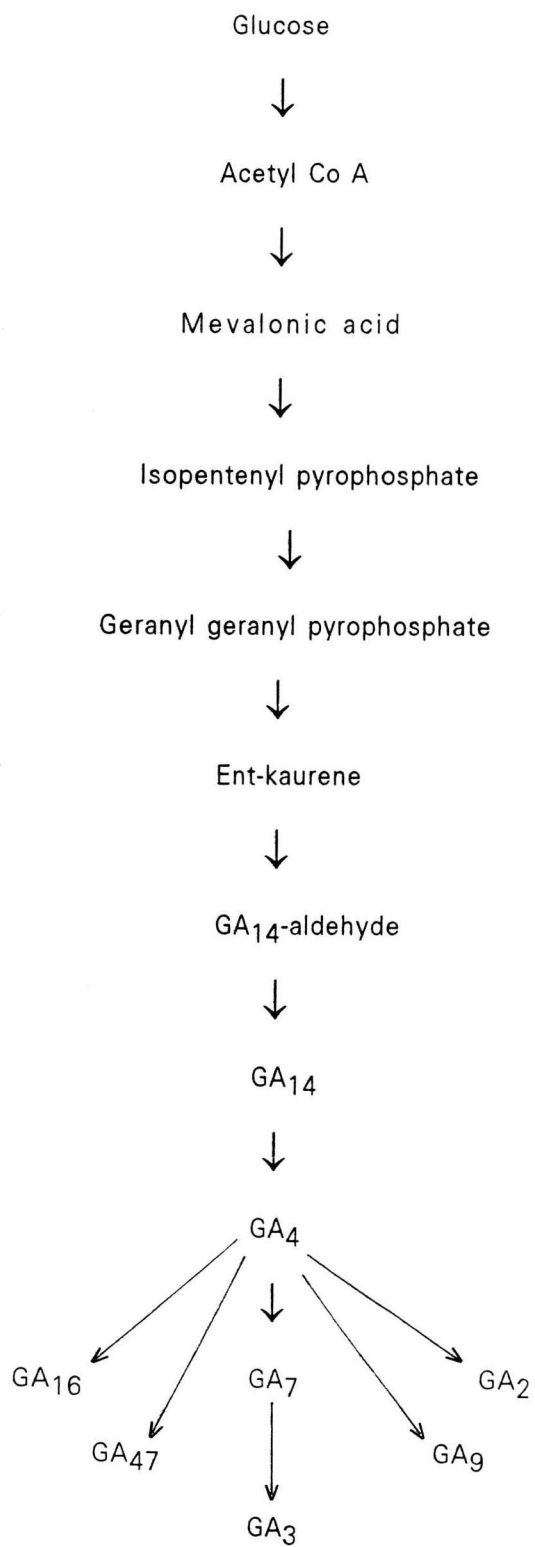 Glucose
Acetyl Co A
Mevalonic acid
Isopentenyl pyrophosphate
Geranyl geranyl pyrophosphate
Ent-kaurene
GA14-aldehyde
GA14
GA4
GA16 GA7 GA2
GA47 GA9
GA3